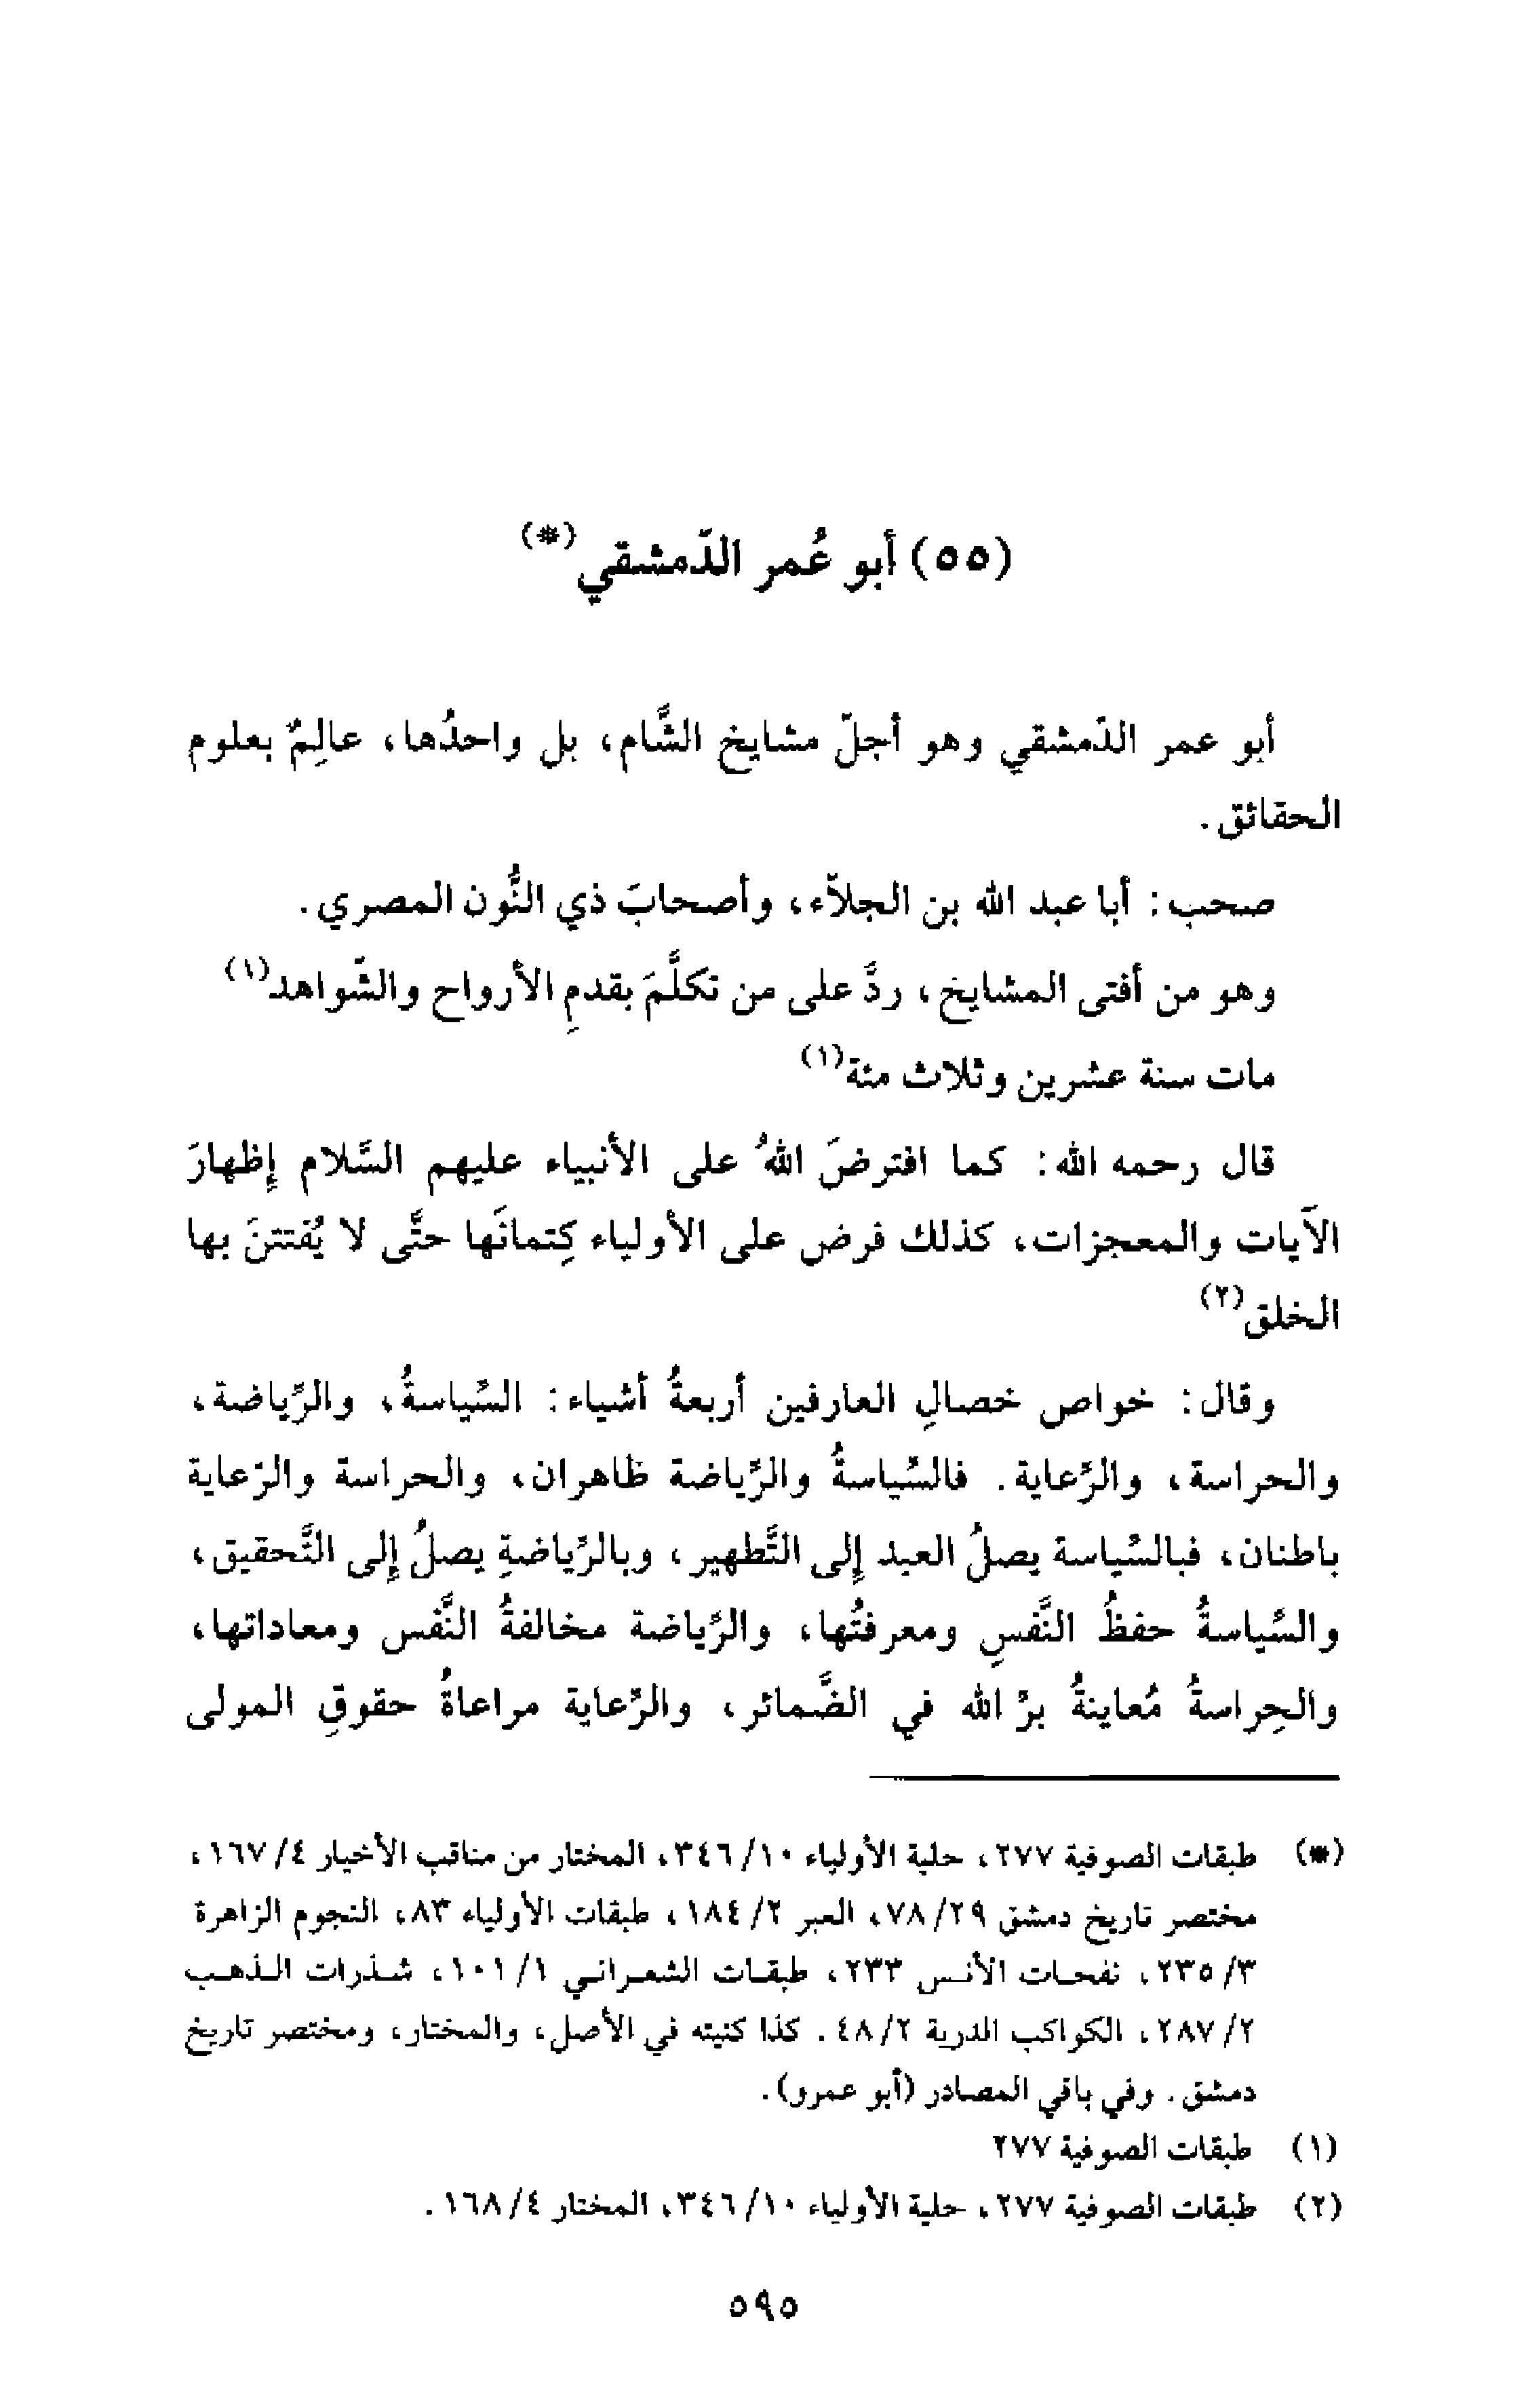 (٥٥) أبو عُمر الدّمشقي(*)
أبو عمر الدّمشقي وهو أجلّ مشايخ الشَّام، بل واحدُها، عالِمٌ بعلوم
الحقائق.
صحب: أبا عبد الله بن الجلاّء، وأصحابَ ذي النُّون المصري.
وهو من أفتى المشايخ، ردَّ على من تكلَّمَ بقدمِ الأرواح والشّواهد(١)
مات سنة عشرين وثلاث مئة(١)
قال رحمه الله: كما افترضَ اللهُ على الأنبياء عليهم السَّلام إظهارَ
الآيات والمعجزات، كذلك فرض على الأولياء كِتمانَها حتَّى لا يُفتتنَ بها
الخلق(٢)
وقال: خواص خصالِ العارفين أربعةُ أشياء: السِّياسةُ، والرِّياضة،
والحراسة، والرِّعاية. فالسِّياسةُ والرِّياضة ظاهران، والحراسة والرّعاية
باطنان، فبالسِّياسة يصلُ العبد إلى التَّطهير، وبالرِّياضةِ يصلُ إلى التَّحقيق،
والسِّياسةُ حفظُ النَّفسِ ومعرفتُها، والرِّياضة مخالفةُ النَّفس ومعاداتها،
والحِراسةُ مُعاينةُ برِّ الله في الضَّمائر، والرِّعاية مراعاةُ حقوقِ المولى
(*) طبقات الصوفية ٢٧٧، حلية الأولياء ٣٤٦/١٠، المختار من مناقب الأخيار ١٦٧/٤،
مختصر تاريخ دمشق ٧٨/٢٩، العبر ١٨٤/٢، طبقات الأولياء ٨٣، النجوم الزاهرة
٢٣٥/٣، نفحات الأنس ٢٣٣، طبقات الشعراني ١٠١/١، شذرات الذهب
٢٨٧/٢، الكواكب الدرية ٤٨/٢. كذا كنيته في الأصل، والمختار، ومختصر تاريخ
دمشق. وفي باقي المصادر (أبو عمرو).
(١) طبقات الصوفية ٢٧٧
(٢) طبقات الصوفية ٢٧٧، حلية الأولياء ٣٤٦/١٠، المختار ١٦٨/٤.
٥٩٥